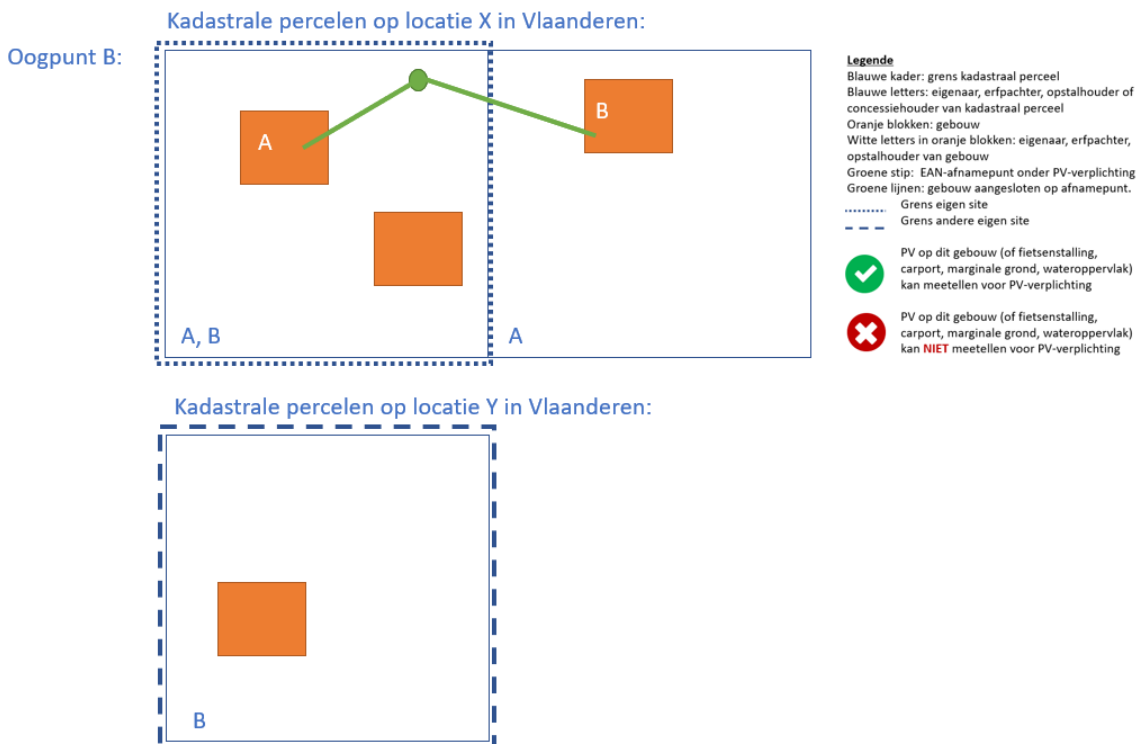 Kadastrale percelen op locatie X in Vlaanderen:
Oogpunt B:
A
B
A, B
A
Legende
Blauwe kader: grens kadastraal perceel
Blauwe letters: eigenaar, erfpachter, opstalhouder of
concessiehouder van kadastraal perceel
Oranje blokken: gebouw
Witte letters in oranje blokken: eigenaar, erfpachter,
opstalhouder van gebouw
Groene stip: EAN-afnamepunt onder PV-verplichting
Groene lijnen: gebouw aangesloten op afnamepunt.
Grens eigen site
Grens andere eigen site
PV op dit gebouw (of fietsenstalling,
carport, marginale grond, wateroppervlak)
kan meetellen voor PV-verplichting
PV op dit gebouw (of fietsenstalling,
carport, marginale grond, wateroppervlak)
kan NIET meetellen voor PV-verplichting
Kadastrale percelen op locatie Y in Vlaanderen:
B